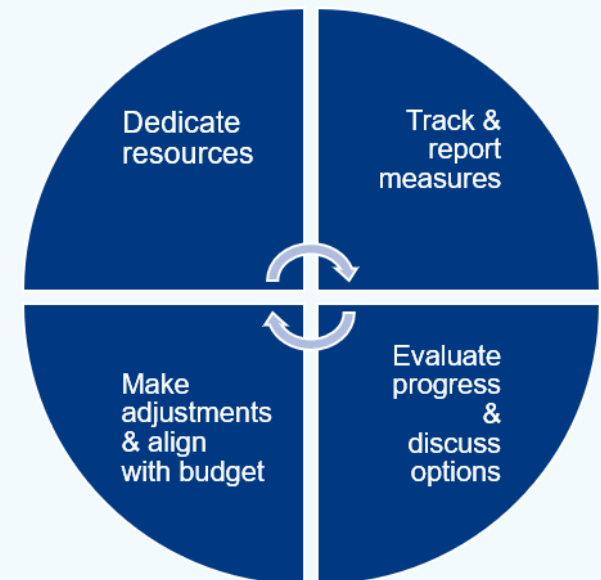 Dedicate
resources
Track &
report
measures
Make
adjustments
& align
with budget
Evaluate
progress
&
discuss
options